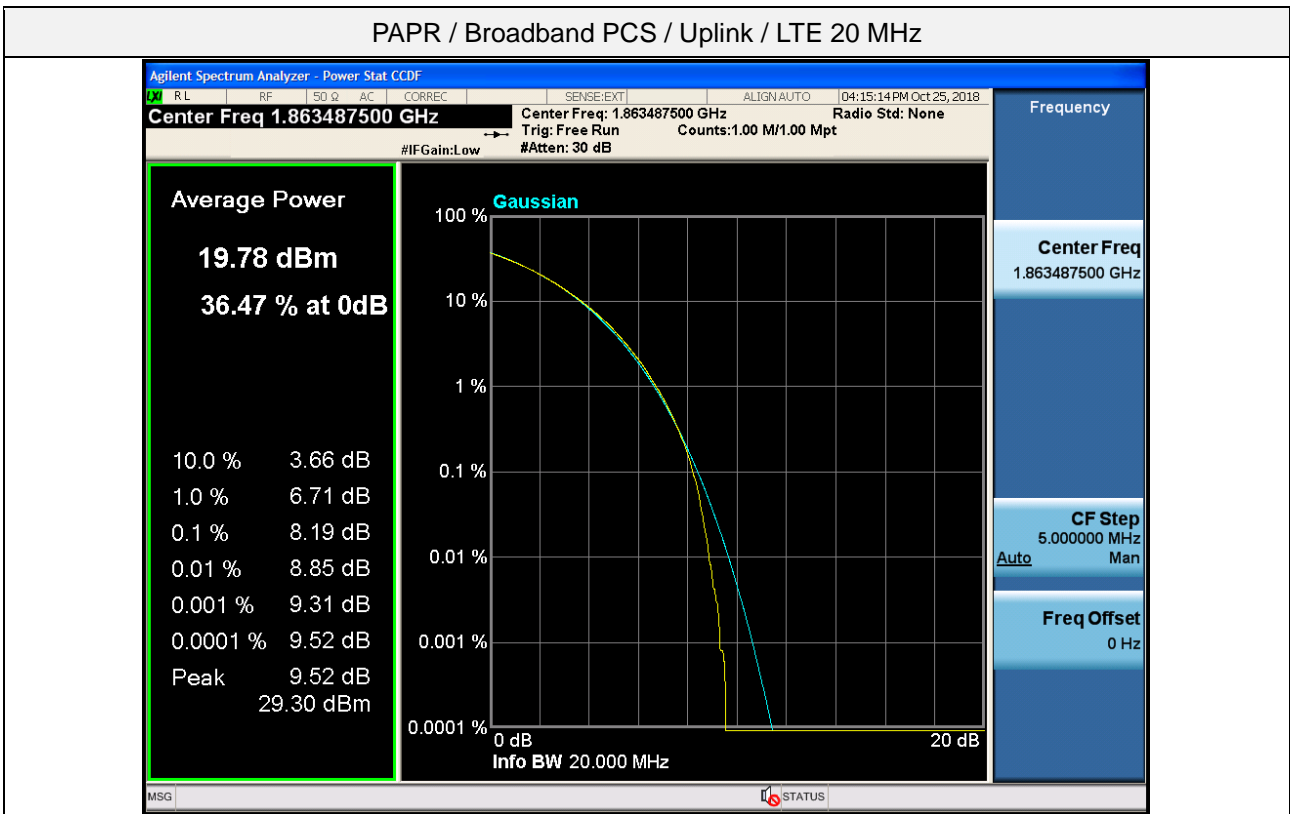 PAPR / Broadband PCS / Uplink / LTE 20 MHz
Agilent Spectrum Analyzer - Power Stat CCDF
LXI RL RF 50 Ω AC CORREC SENSE:EXT ALIGN AUTO 04:15:14 PM Oct 25, 2018
Center Freq 1.863487500 GHz
Center Freq: 1.863487500 GHz Radio Std: None
Trig: Free Run Counts:1.00 M/1.00 Mpt
#IFGain:Low #Atten: 30 dB
Frequency
Average Power
19.78 dBm
36.47 % at 0dB
10.0 % 3.66 dB
1.0 % 6.71 dB
0.1 % 8.19 dB
0.01 % 8.85 dB
0.001 % 9.31 dB
0.0001 % 9.52 dB
Peak 9.52 dB
29.30 dBm
Gaussian
100 %
10 %
1 %
0.1 %
0.01 %
0.001 %
0.0001 %
0 dB 20 dB
Info BW 20.000 MHz
Center Freq
1.863487500 GHz
CF Step
5.000000 MHz
Auto Man
Freq Offset
0 Hz
MSG STATUS